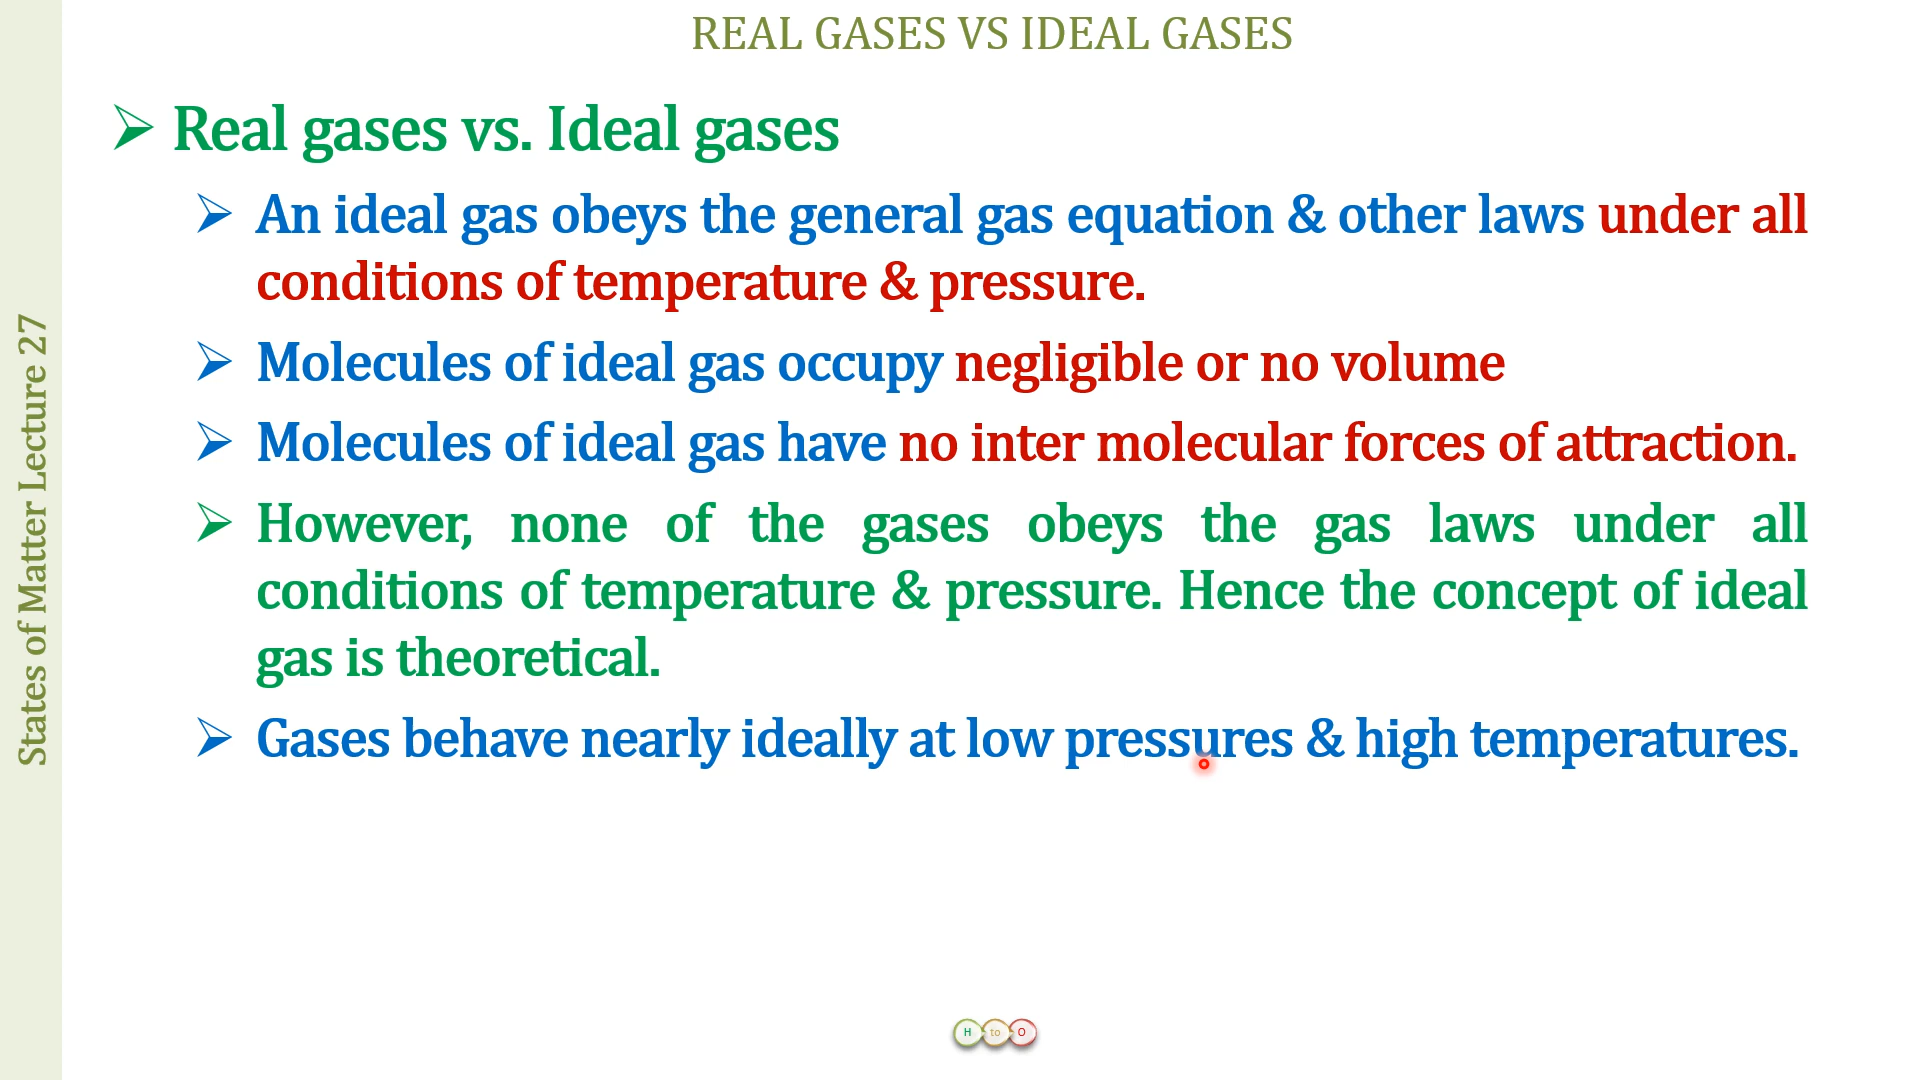 REAL GASES VS IDEAL GASES
Real gases vs. Ideal gases
An ideal gas obeys the general gas equation & other laws under all
conditions of temperature & pressure.
Molecules of ideal gas occupy negligible or no volume
Molecules of ideal gas have no inter molecular forces of attraction.
However, none of the gases obeys the gas laws under all
conditions of temperature & pressure. Hence the concept of ideal
gas is theoretical.
Gases behave nearly ideally at low pressures & high temperatures.
States of Matter Lecture 27
H to O